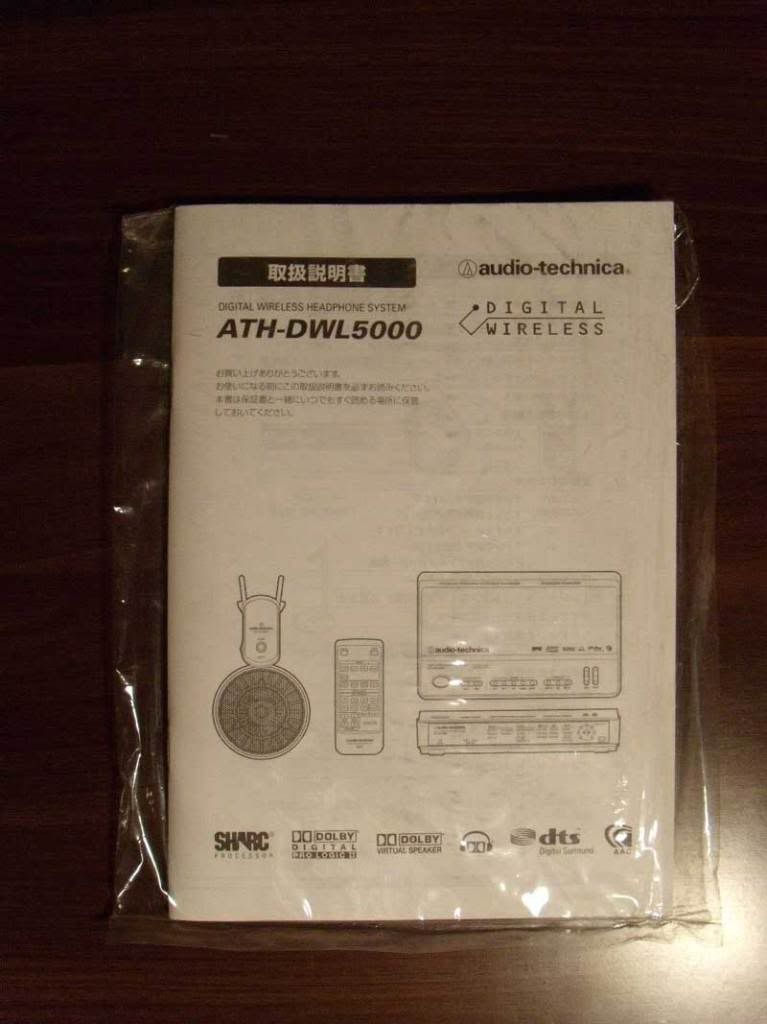 取扱説明書
audio-technica
DIGITAL WIRELESS HEADPHONE SYSTEM
ATH-DWL5000
DIGITAL
WIRELESS
お買い上げありがとうございます。
お使いになる前にこの取扱説明書を必ずお読みください。
本書は保証書と一緒にいつでもすぐ読める場所に保管
しておいてください。
audio-technica
SHARC®
PROCESSOR
DOLBY
DIGITAL
PRO LOGIC II
DOLBY
VIRTUAL SPEAKER
dts
Digital Surround
AAC